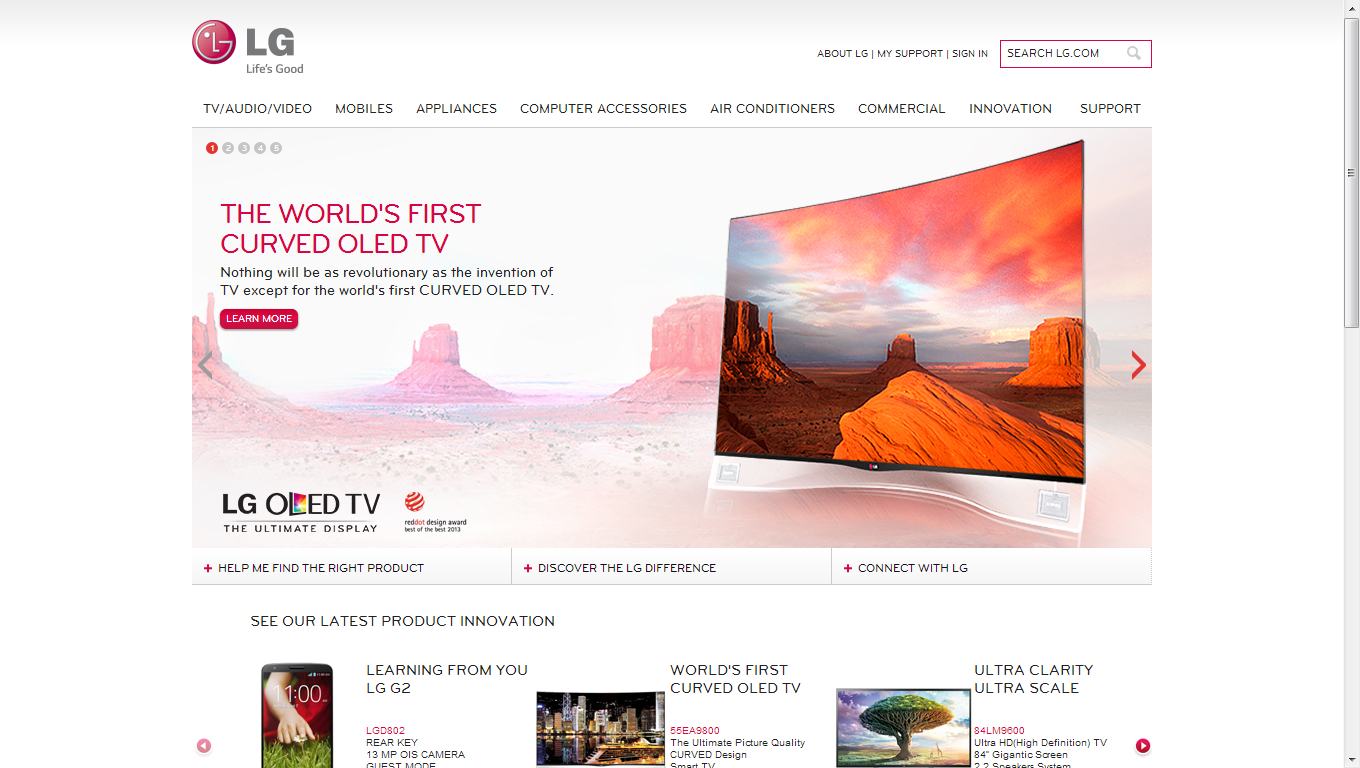 LG
Life's Good
ABOUT LG | MY SUPPORT | SIGN IN
SEARCH LG.COM
TV/AUDIO/VIDEO MOBILES APPLIANCES COMPUTER ACCESSORIES AIR CONDITIONERS COMMERCIAL INNOVATION SUPPORT
1 2 3 4 5
THE WORLD'S FIRST
CURVED OLED TV
Nothing will be as revolutionary as the invention of
TV except for the world's first CURVED OLED TV.
LEARN MORE
LG
LG OLED TV
THE ULTIMATE DISPLAY
reddot design award
best of the best 2013
+ HELP ME FIND THE RIGHT PRODUCT
+ DISCOVER THE LG DIFFERENCE
+ CONNECT WITH LG
SEE OUR LATEST PRODUCT INNOVATION
11:00
LEARNING FROM YOU
LG G2
LGD802
REAR KEY
13 MP OIS CAMERA
GUEST MODE
WORLD'S FIRST
CURVED OLED TV
55EA9800
The Ultimate Picture Quality
CURVED Design
Smart TV
ULTRA CLARITY
ULTRA SCALE
84LM9600
Ultra HD(High Definition) TV
84" Gigantic Screen
2.2 Speakers System